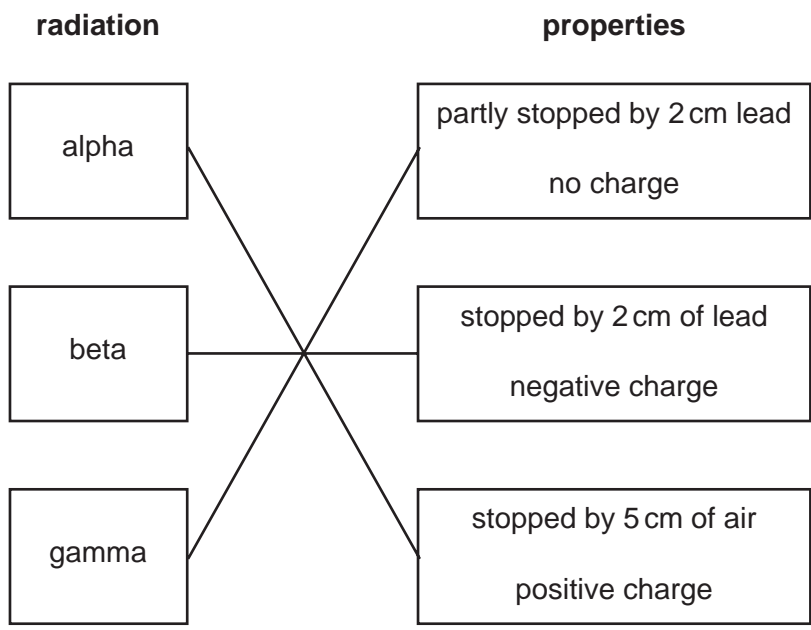 radiation
properties
alpha
partly stopped by 2 cm lead
no charge
beta
stopped by 2 cm of lead
negative charge
gamma
stopped by 5 cm of air
positive charge